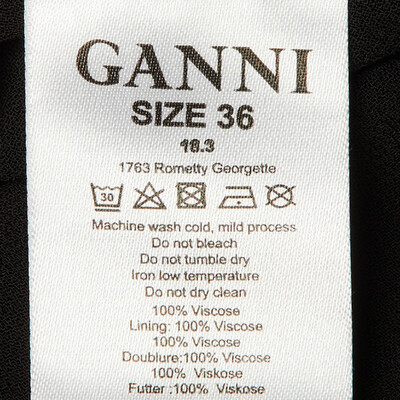 GANNI
SIZE 36
18.3
1763 Rometty Georgette
30
Machine wash cold, mild process
Do not bleach
Do not tumble dry
Iron low temperature
Do not dry clean
100% Viscose
Lining: 100% Viscose
100% Viscose
Doublure:100% Viscose
100% Viskose
Futter :100% Viskose